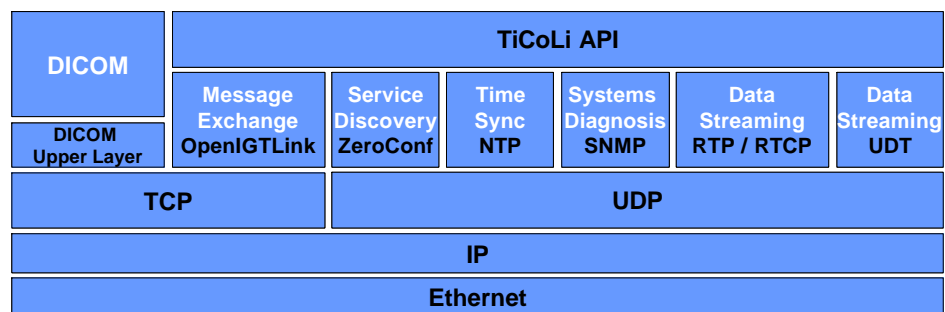 DICOM
TiCoLi API
DICOM
Upper Layer
Message
Exchange
OpenIGTLink
Service
Discovery
ZeroConf
Time
Sync
NTP
Systems
Diagnosis
SNMP
Data
Streaming
RTP / RTCP
Data
Streaming
UDT
TCP
UDP
IP
Ethernet